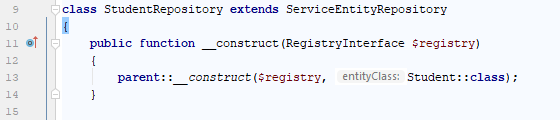 9 class StudentRepository extends ServiceEntityRepository
10 {
11 public function __construct(RegistryInterface $registry)
12 {
13 parent::__construct($registry, entityClass: Student::class);
14 }
15